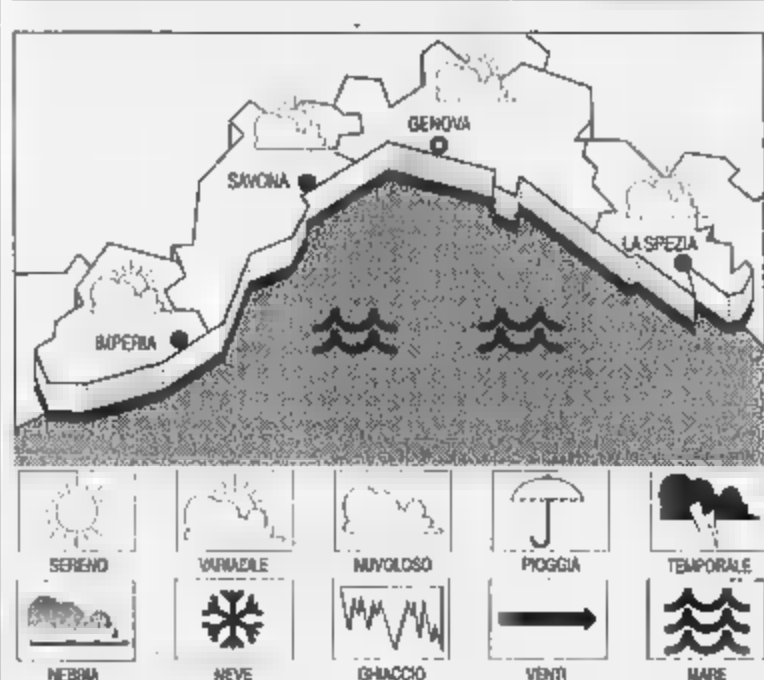 GENOVA
SAVONA
LA SPEZIA
IMPERIA
SERENO VARIABILE NUVOLOSO PIOGGIA TEMPORALE
NEBBIA NEVE GHIACCIO VENTI MARE